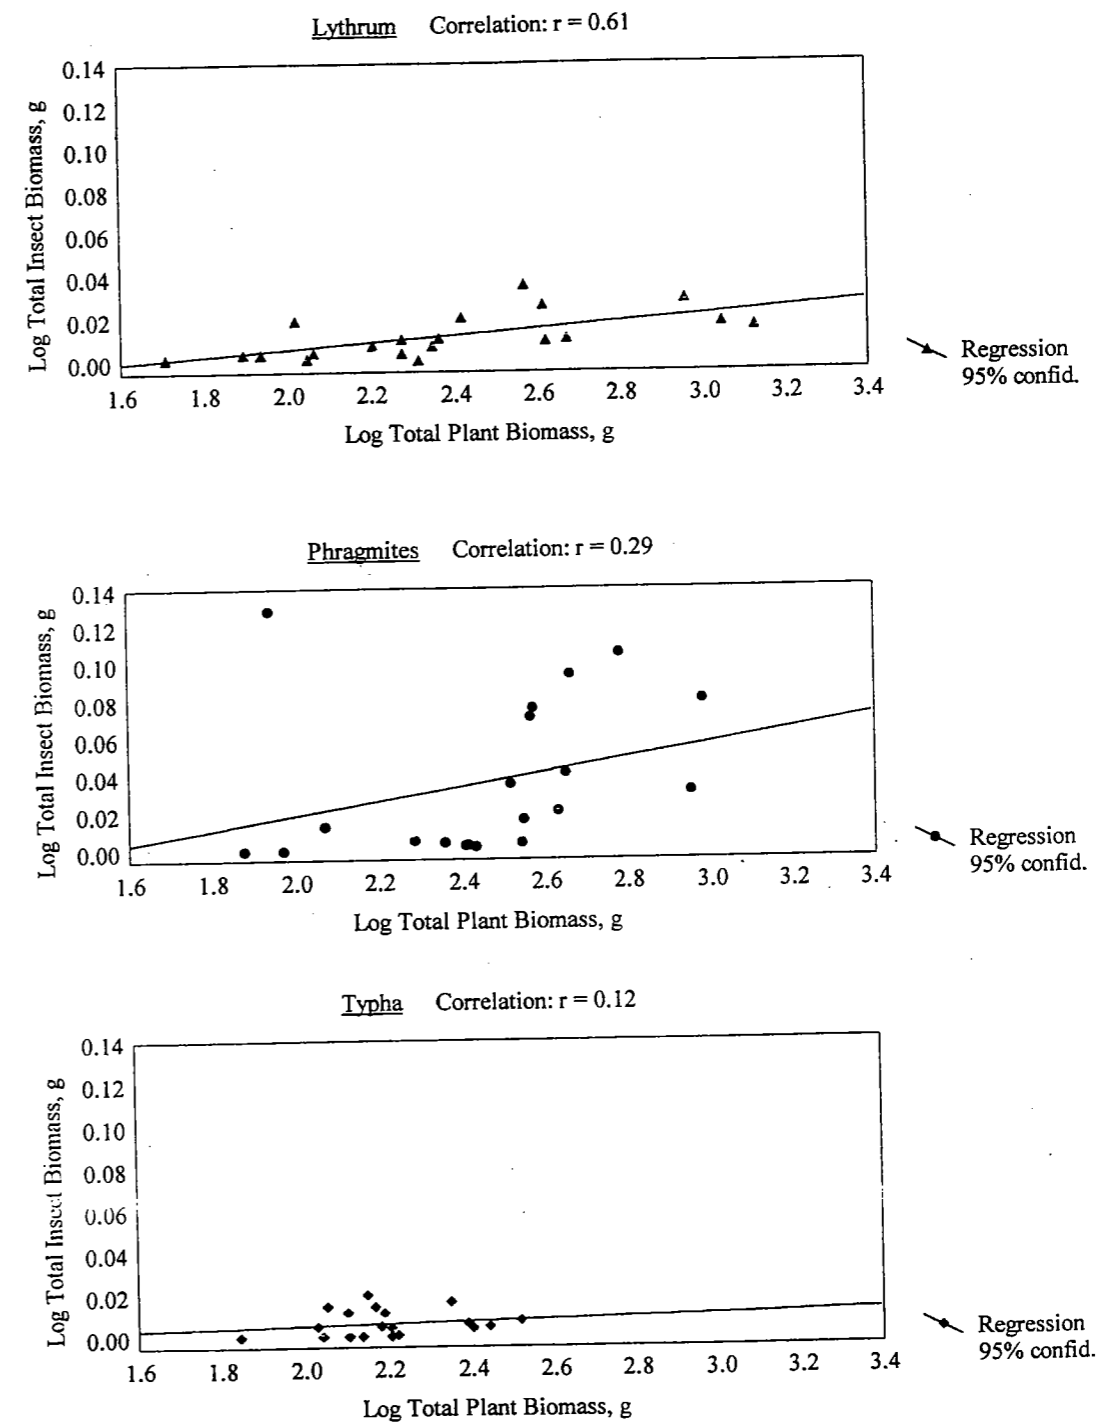 Lythrum Correlation: r = 0.61
0.14
0.12
0.10
0.08
0.06
0.04
0.02
0.00
Log Total Insect Biomass, g
1.6 1.8 2.0 2.2 2.4 2.6 2.8 3.0 3.2 3.4
Log Total Plant Biomass, g
Regression
95% confid.
Phragmites Correlation: r = 0.29
0.14
0.12
0.10
0.08
0.06
0.04
0.02
0.00
Log Total Insect Biomass, g
1.6 1.8 2.0 2.2 2.4 2.6 2.8 3.0 3.2 3.4
Log Total Plant Biomass, g
Regression
95% confid.
Typha Correlation: r = 0.12
0.14
0.12
0.10
0.08
0.06
0.04
0.02
0.00
Log Total Insect Biomass, g
1.6 1.8 2.0 2.2 2.4 2.6 2.8 3.0 3.2 3.4
Log Total Plant Biomass, g
Regression
95% confid.